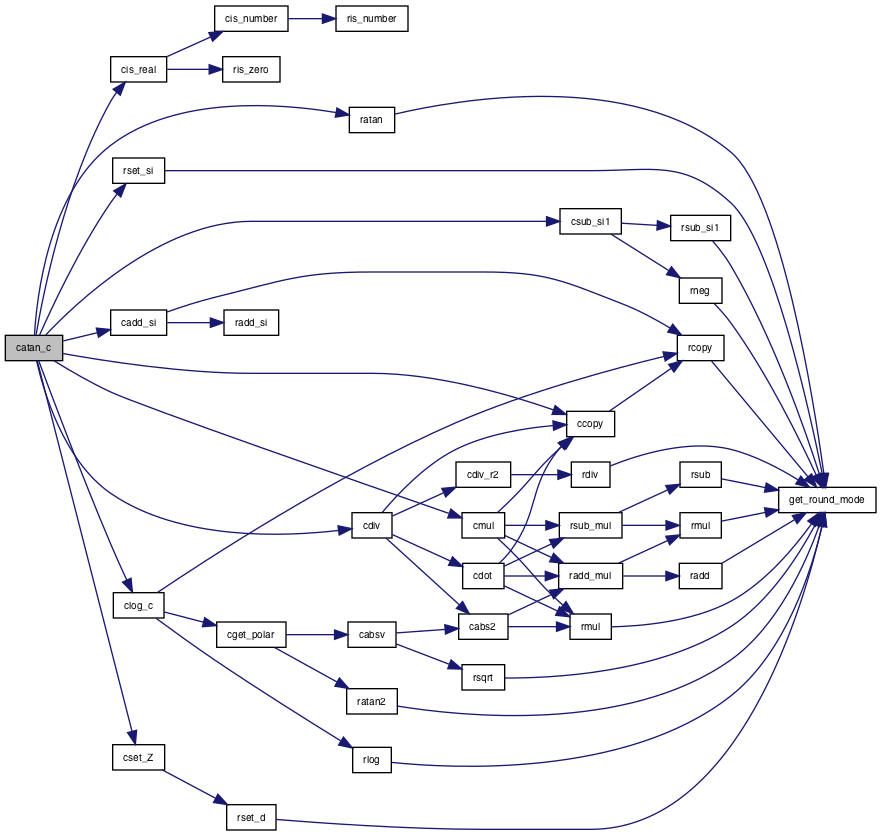 cis_number
ris_number
cis_real
ris_zero
ratan
rset_si
csub_si1
rsub_si1
rneg
cadd_si
radd_si
catan_c
rcopy
ccopy
cdiv_r2
rdiv
rsub
get_round_mode
cdiv
cmul
rsub_mul
rmul
cdot
radd_mul
radd
clog_c
cget_polar
cabsv
cabs2
rmul
rsqrt
ratan2
cset_Z
rlog
rset_d